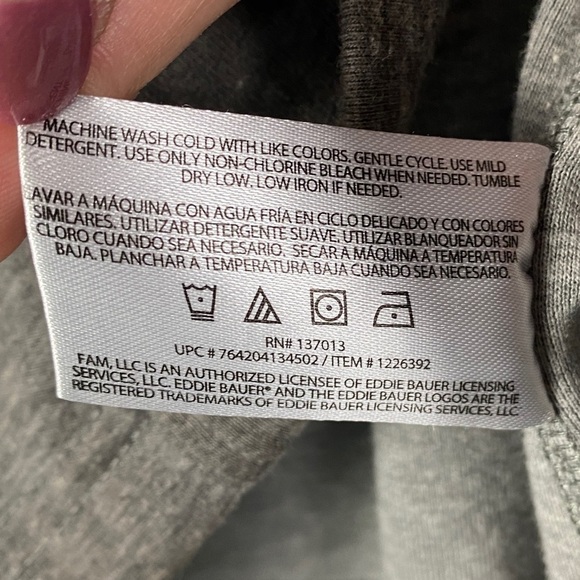 MACHINE WASH COLD WITH LIKE COLORS. GENTLE CYCLE. USE MILD
DETERGENT. USE ONLY NON-CHLORINE BLEACH WHEN NEEDED. TUMBLE
DRY LOW. LOW IRON IF NEEDED.
LAVAR A MÁQUINA CON AGUA FRÍA EN CICLO DELICADO Y CON COLORES
SIMILARES. UTILIZAR DETERGENTE SUAVE. UTILIZAR BLANQUEADOR SIN
CLORO CUANDO SEA NECESARIO. SECAR A MÁQUINA A TEMPERATURA
BAJA. PLANCHAR A TEMPERATURA BAJA CUANDO SEA NECESARIO.
RN# 137013
UPC # 764204134502 / ITEM # 1226392
FAM, LLC IS AN AUTHORIZED LICENSEE OF EDDIE BAUER LICENSING
SERVICES, LLC. EDDIE BAUER® AND THE EDDIE BAUER LOGOS ARE THE
REGISTERED TRADEMARKS OF EDDIE BAUER LICENSING SERVICES, LLC